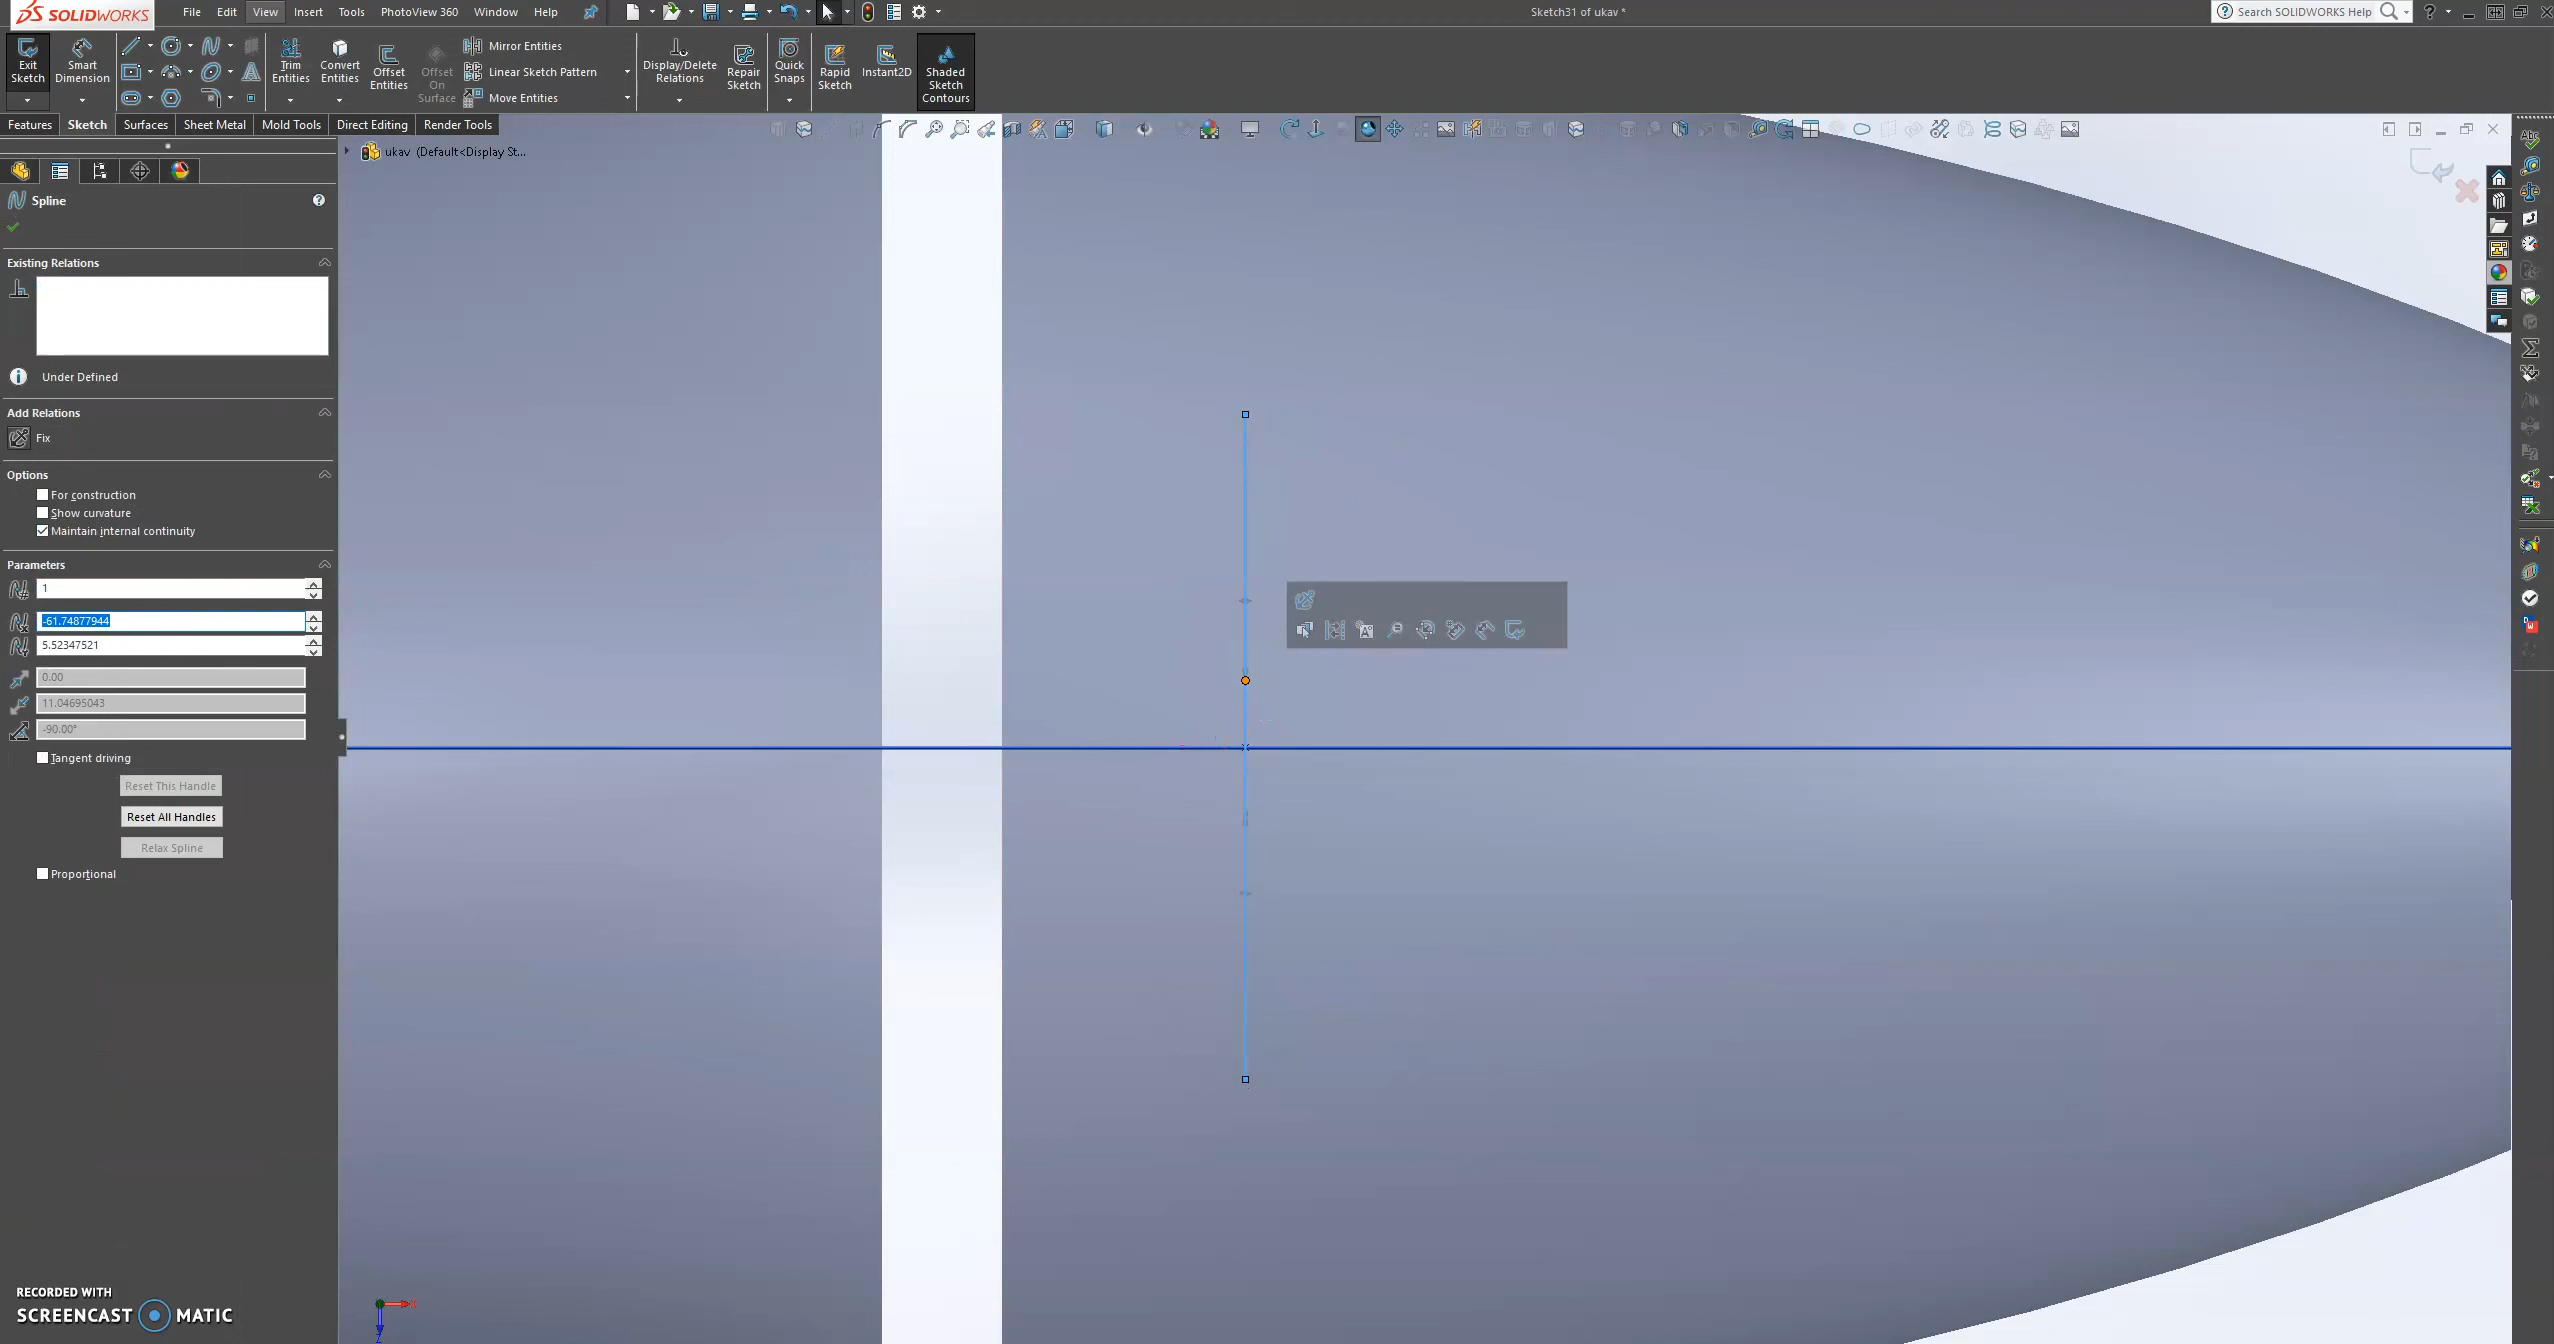 SOLIDWORKS
File Edit View Insert Tools PhotoView 360 Window Help
Sketch31 of ukav *
Search SOLIDWORKS Help
Exit Sketch
Smart Dimension
Trim Entities
Convert Entities
Offset Entities
Offset On Surface
Mirror Entities
Linear Sketch Pattern
Move Entities
Display/Delete Relations
Repair Sketch
Quick Snaps
Rapid Sketch
Instant2D
Shaded Sketch Contours
Features Sketch Surfaces Sheet Metal Mold Tools Direct Editing Render Tools
ukav (Default<Display St...
Spline
Existing Relations
Under Defined
Add Relations
Fix
Options
For construction
Show curvature
Maintain internal continuity
Parameters
1
-61.74877944
5.52347521
0.00
11.04695043
-90.00°
Tangent driving
Reset This Handle
Reset All Handles
Relax Spline
Proportional
RECORDED WITH
SCREENCAST MATIC